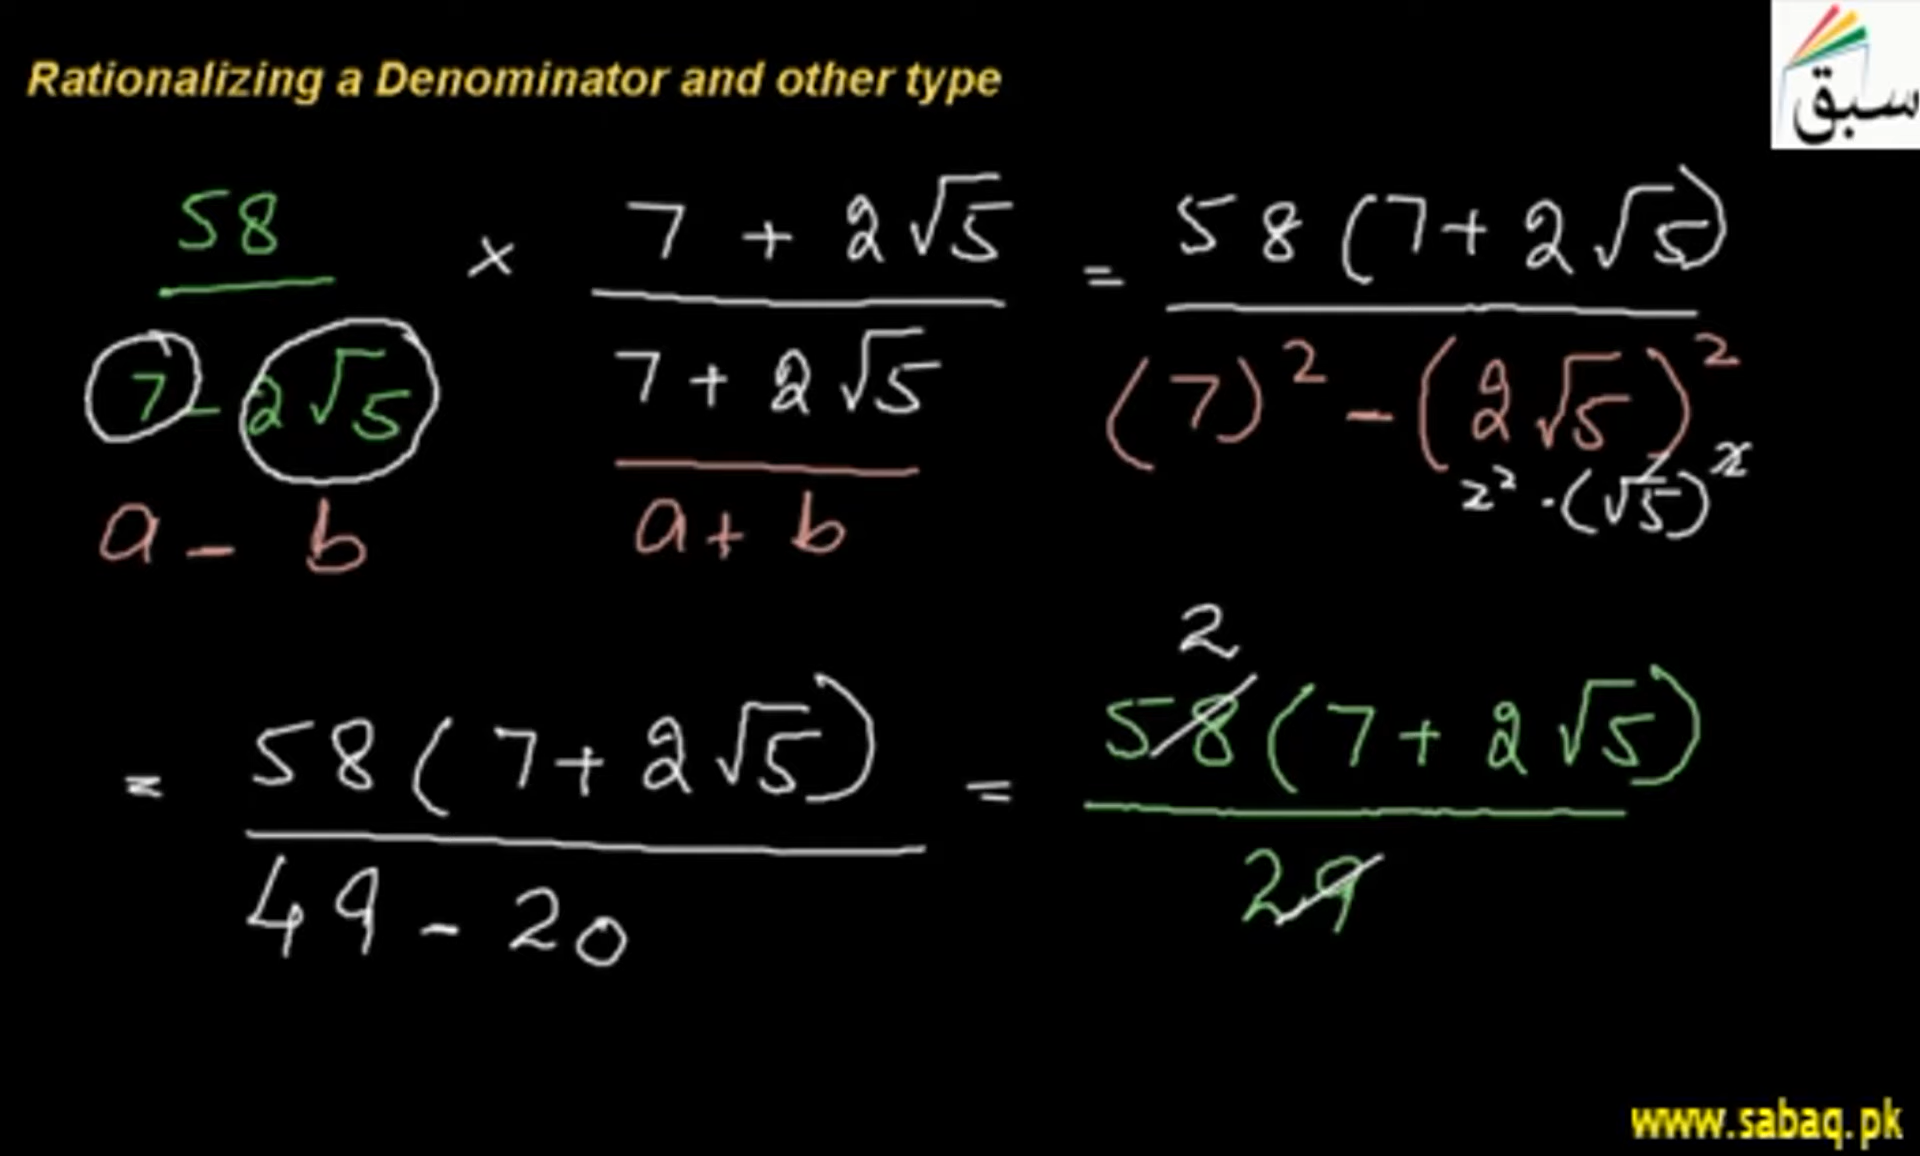 Rationalizing a Denominator and other type
سبق
58 / 7 - 2√5 × 7 + 2√5 / 7 + 2√5 = 58 (7 + 2√5) / (7)² - (2√5)²
2² · (√5)²
a - b a + b
2
= 58 (7 + 2√5) / 49 - 20 = 58 (7 + 2√5) / 29
www.sabaq.pk